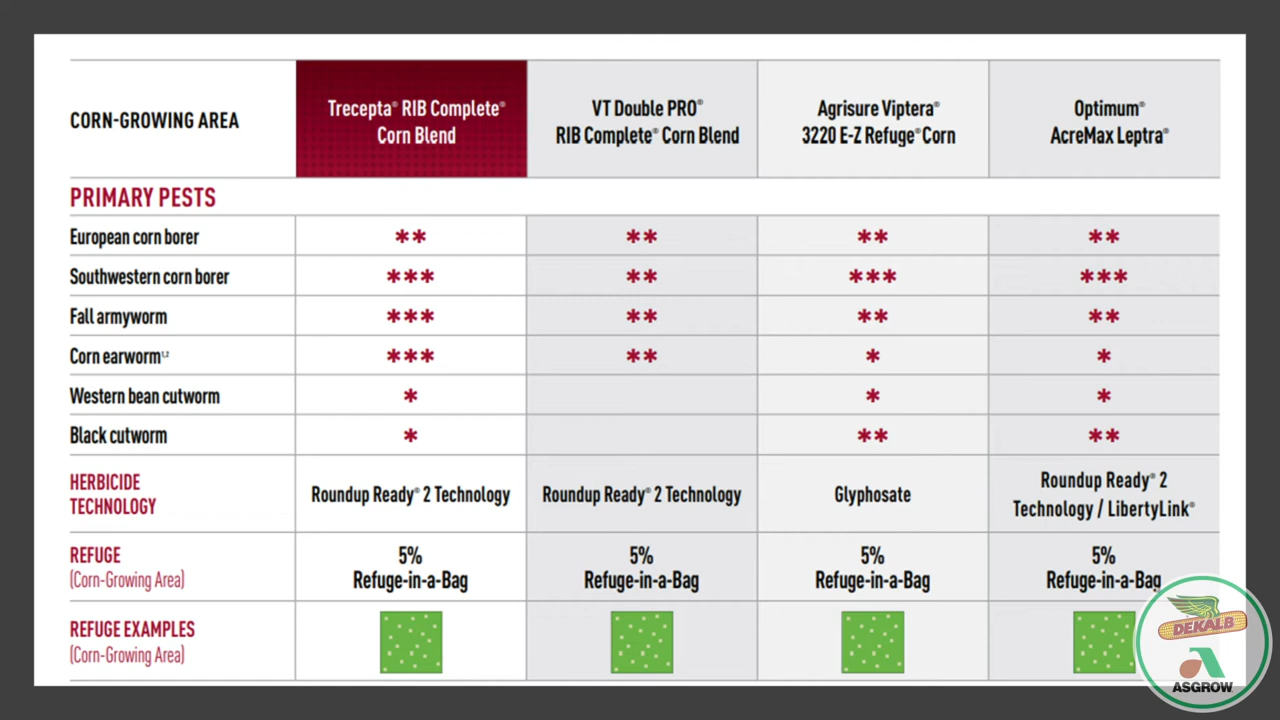 CORN-GROWING AREA
Trecepta® RIB Complete®
Corn Blend
VT Double PRO®
RIB Complete® Corn Blend
Agrisure Viptera®
3220 E-Z Refuge® Corn
Optimum®
AcreMax Leptra®
PRIMARY PESTS
European corn borer ** ** ** **
Southwestern corn borer *** ** *** ***
Fall armyworm *** ** ** **
Corn earworm¹,² *** ** * *
Western bean cutworm * * *
Black cutworm * ** **
HERBICIDE
TECHNOLOGY
Roundup Ready® 2 Technology
Roundup Ready® 2 Technology
Glyphosate
Roundup Ready® 2
Technology / LibertyLink®
REFUGE
(Corn-Growing Area)
5%
Refuge-in-a-Bag
5%
Refuge-in-a-Bag
5%
Refuge-in-a-Bag
5%
Refuge-in-a-Bag
REFUGE EXAMPLES
(Corn-Growing Area)
DEKALB
ASGROW